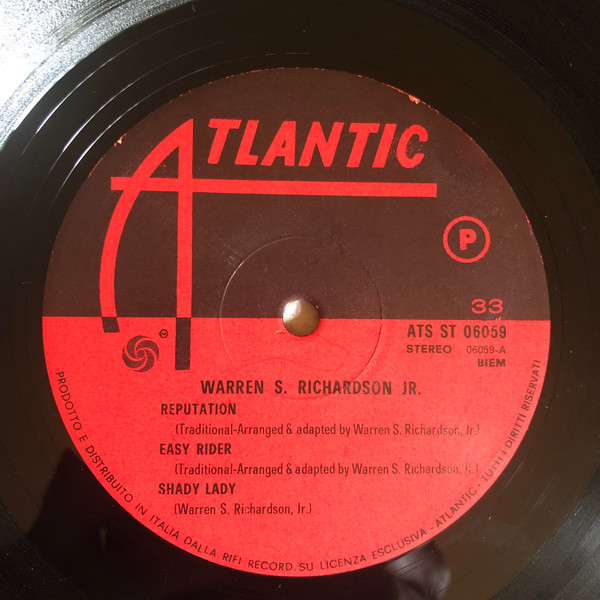 ATLANTIC
P
33
ATS ST 06059
STEREO 06059-A
BIEM
WARREN S. RICHARDSON JR.
REPUTATION
(Traditional-Arranged & adapted by Warren S. Richardson, Jr.)
EASY RIDER
(Traditional-Arranged & adapted by Warren S. Richardson, Jr.)
SHADY LADY
(Warren S. Richardson, Jr.)
PRODOTTO E DISTRIBUITO IN ITALIA DALLA RIFI RECORD SU LICENZA ESCLUSIVA - ATLANTIC - TUTTI I DIRITTI RISERVATI